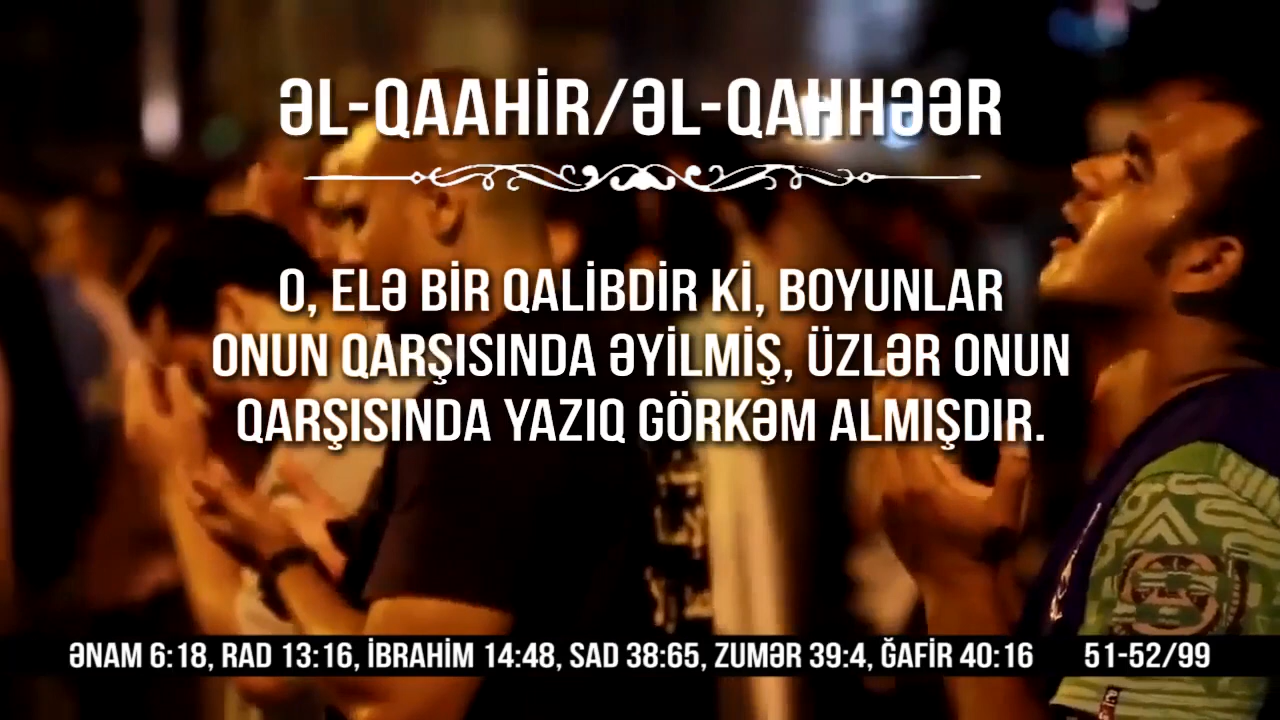 ƏL-QAAHİR/ƏL-QAHHƏƏR
O, ELƏ BİR QALİBDİR Kİ, BOYUNLAR
ONUN QARŞISINDA ƏYİLMİŞ, ÜZLƏR ONUN
QARŞISINDA YAZIQ GÖRKƏM ALMIŞDIR.
ƏNAM 6:18, RAD 13:16, İBRAHİM 14:48, SAD 38:65, ZUMƏR 39:4, ĞAFİR 40:16 51-52/99